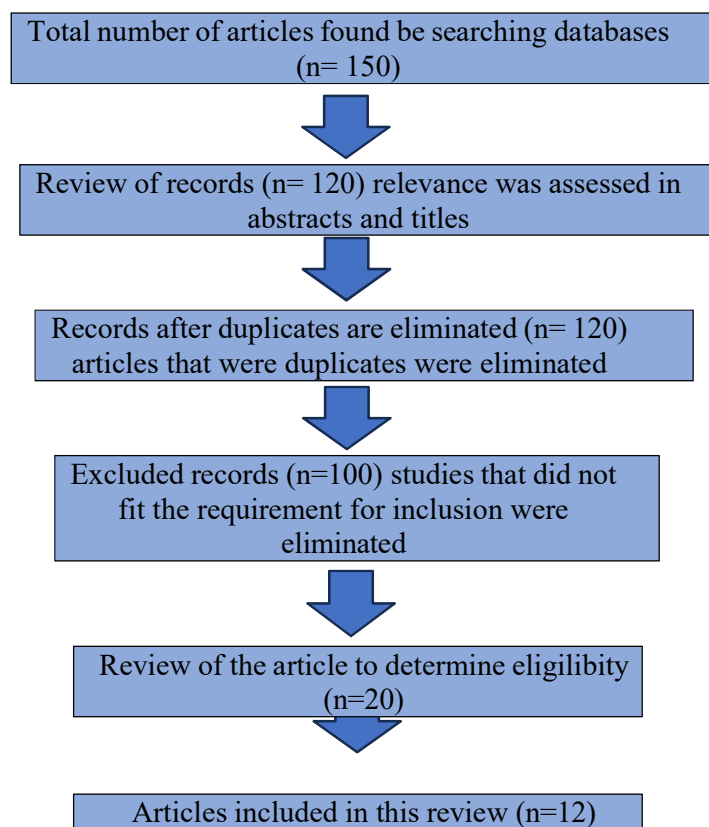 Total number of articles found be searching databases
(n= 150)
Review of records (n= 120) relevance was assessed in
abstracts and titles
Records after duplicates are eliminated (n= 120)
articles that were duplicates were eliminated
Excluded records (n=100) studies that did not
fit the requirement for inclusion were
eliminated
Review of the article to determine eligilibity
(n=20)
Articles included in this review (n=12)